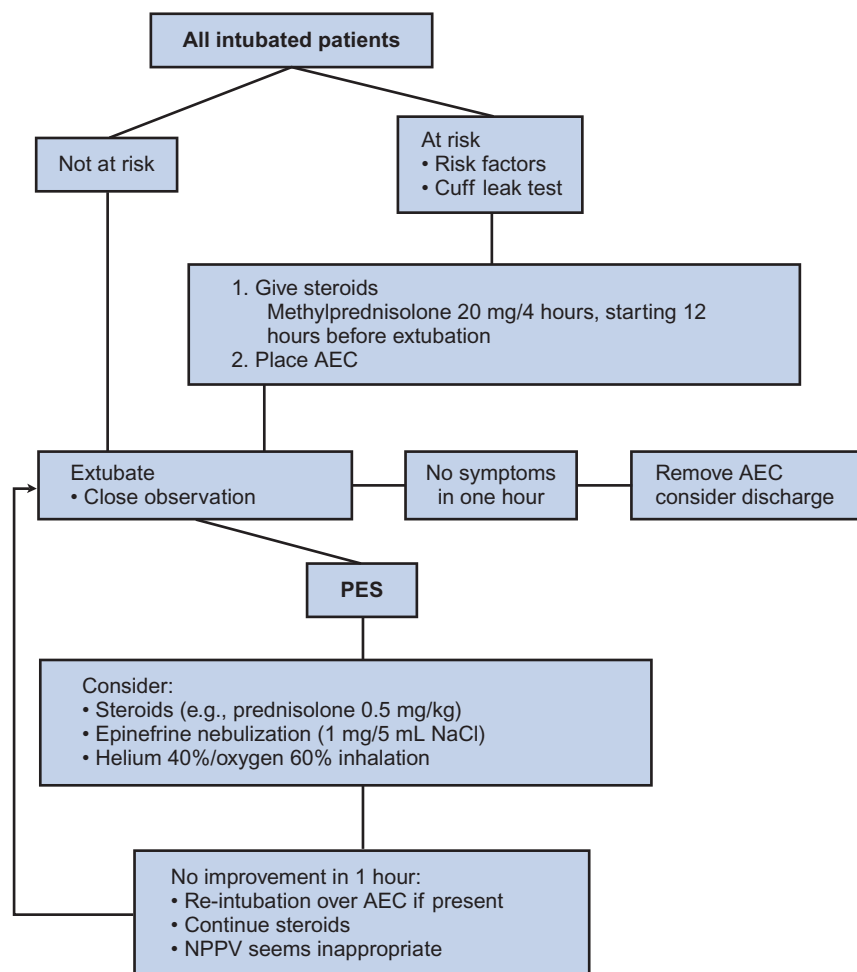 All intubated patients
Not at risk
At risk
• Risk factors
• Cuff leak test
1. Give steroids
Methylprednisolone 20 mg/4 hours, starting 12
hours before extubation
2. Place AEC
Extubate
• Close observation
No symptoms
in one hour
Remove AEC
consider discharge
PES
Consider:
• Steroids (e.g., prednisolone 0.5 mg/kg)
• Epinefrine nebulization (1 mg/5 mL NaCl)
• Helium 40%/oxygen 60% inhalation
No improvement in 1 hour:
• Re-intubation over AEC if present
• Continue steroids
• NPPV seems inappropriate